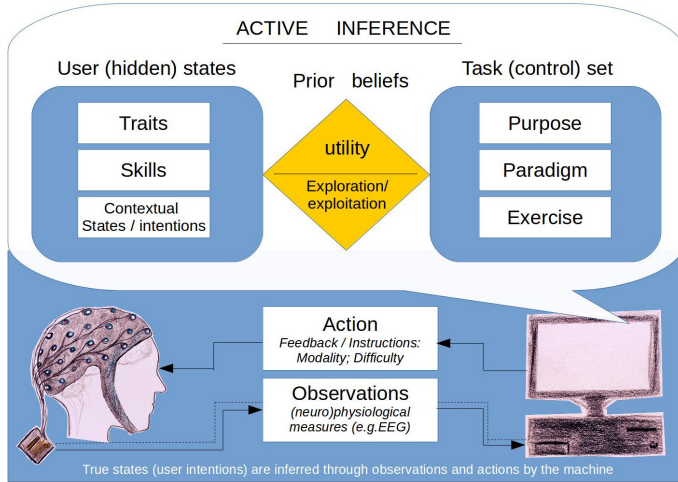 ACTIVE INFERENCE
User (hidden) states
Prior beliefs
Task (control) set
Traits
Skills
Contextual
States / intentions
utility
Exploration/
exploitation
Purpose
Paradigm
Exercise
Action
Feedback / Instructions:
Modality; Difficulty
Observations
(neuro)physiological
measures (e.g.EEG)
True states (user intentions) are inferred through observations and actions by the machine